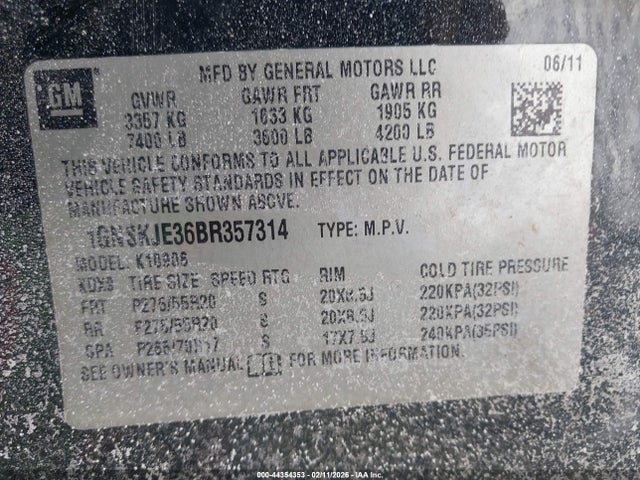 GM
MFD BY GENERAL MOTORS LLC 06/11
GVWR GAWR FRT GAWR RR
3357 KG 1633 KG 1905 KG
7400 LB 3600 LB 4200 LB
THIS VEHICLE CONFORMS TO ALL APPLICABLE U.S. FEDERAL MOTOR
VEHICLE SAFETY STANDARDS IN EFFECT ON THE DATE OF
MANUFACTURE SHOWN ABOVE.
1GNSKJE36BR357314 TYPE: M.P.V.
MODEL:
TIRE SIZE SPEED RTG RIM COLD TIRE PRESSURE
FRT P275/55R20 S 20X8.5J 220KPA(32PSI)
RR P275/55R20 S 20X8.5J 220KPA(32PSI)
SPA P265/70R17 S 17X7.5J 240KPA(35PSI)
SEE OWNER'S MANUAL FOR MORE INFORMATION.
000-44354353 - 02/11/2026 - IAA Inc.